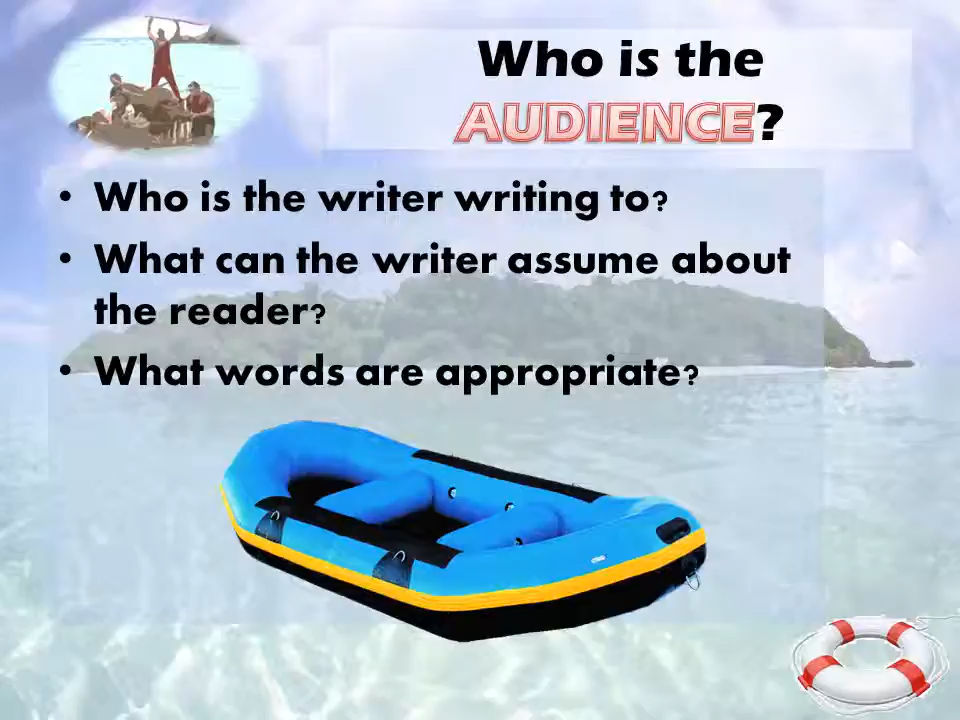 Who is the
AUDIENCE?
• Who is the writer writing to?
• What can the writer assume about
the reader?
• What words are appropriate?